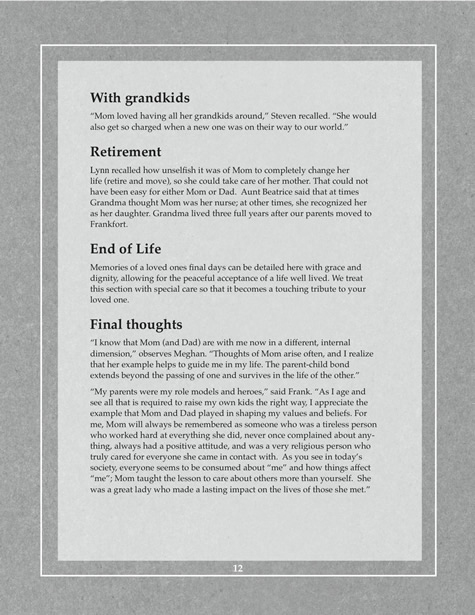 With grandkids
“Mom loved having all her grandkids around,” Steven recalled. “She would
also get so charged when a new one was on their way to our world.”
Retirement
Lynn recalled how unselfish it was of Mom to completely change her
life (retire and move), so she could take care of her mother. That could not
have been easy for either Mom or Dad.  Aunt Beatrice said that at times
Grandma thought Mom was her nurse; at other times, she recognized her
as her daughter. Grandma lived three full years after our parents moved to
Frankfort.
End of Life
Memories of a loved ones final days can be detailed here with grace and
dignity, allowing for the peaceful acceptance of a life well lived. We treat
this section with special care so that it becomes a touching tribute to your
loved one.
Final thoughts
“I know that Mom (and Dad) are with me now in a different, internal
dimension,” observes Meghan. “Thoughts of Mom arise often, and I realize
that her example helps to guide me in my life. The parent-child bond
extends beyond the passing of one and survives in the life of the other.”
“My parents were my role models and heroes,” said Frank. “As I age and
see all that is required to raise my own kids the right way, I appreciate the
example that Mom and Dad played in shaping my values and beliefs. For
me, Mom will always be remembered as someone who was a tireless person
who worked hard at everything she did, never once complained about any-
thing, always had a positive attitude, and was a very religious person who
truly cared for everyone she came in contact with.  As you see in today’s
society, everyone seems to be consumed about “me” and how things affect
“me”; Mom taught the lesson to care about others more than yourself.  She
was a great lady who made a lasting impact on the lives of those she met.”
12